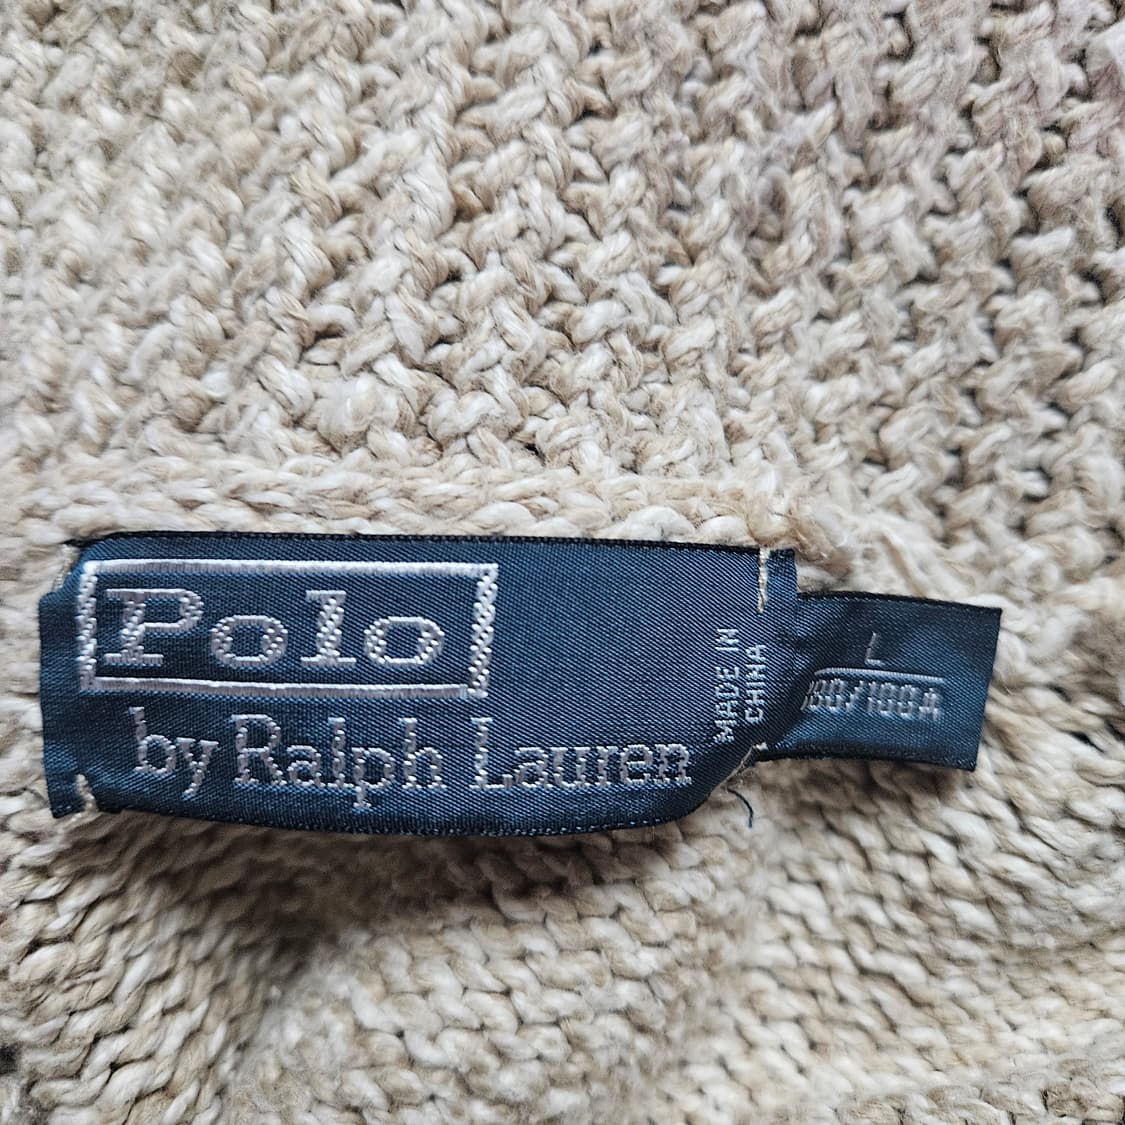 Polo
by Ralph Lauren
MADE IN
CHINA
L
180/100A